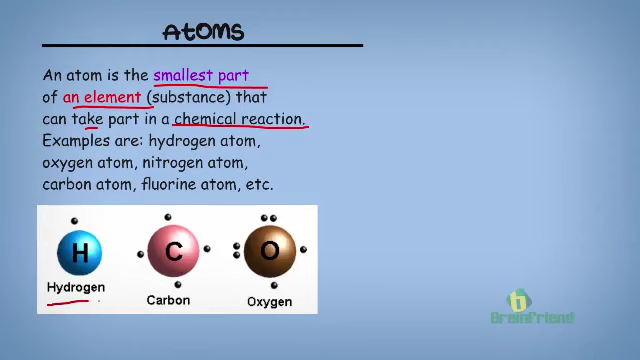 ATOMS
An atom is the smallest part
of an element (substance) that
can take part in a chemical reaction.
Examples are: hydrogen atom,
oxygen atom, nitrogen atom,
carbon atom, fluorine atom, etc.
H C O
Hydrogen
Carbon
Oxygen
b
BrainFriend